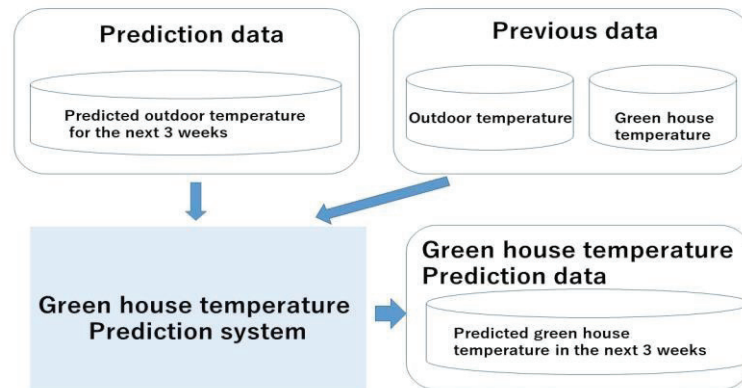 Prediction data
Predicted outdoor temperature
for the next 3 weeks
Previous data
Outdoor temperature
Green house
temperature
Green house temperature
Prediction system
Green house temperature
Prediction data
Predicted green house
temperature in the next 3 weeks